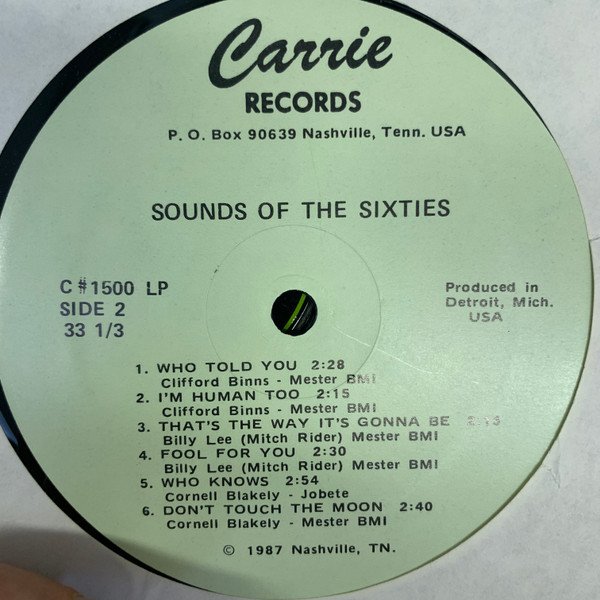 Carrie
RECORDS
P. O. Box 90639 Nashville, Tenn. USA
SOUNDS OF THE SIXTIES
C#1500 LP
SIDE 2
33 1/3
Produced in
Detroit, Mich.
USA
1. WHO TOLD YOU 2:28
Clifford Binns - Mester BMI
2. I'M HUMAN TOO 2:15
Clifford Binns - Mester BMI
3. THAT'S THE WAY IT'S GONNA BE
Billy Lee (Mitch Rider) Mester BMI
4. FOOL FOR YOU 2:30
Billy Lee (Mitch Rider) Mester BMI
5. WHO KNOWS 2:54
Cornell Blakely - Jobete
6. DON'T TOUCH THE MOON 2:40
Cornell Blakely - Mester BMI
© 1987 Nashville, TN.